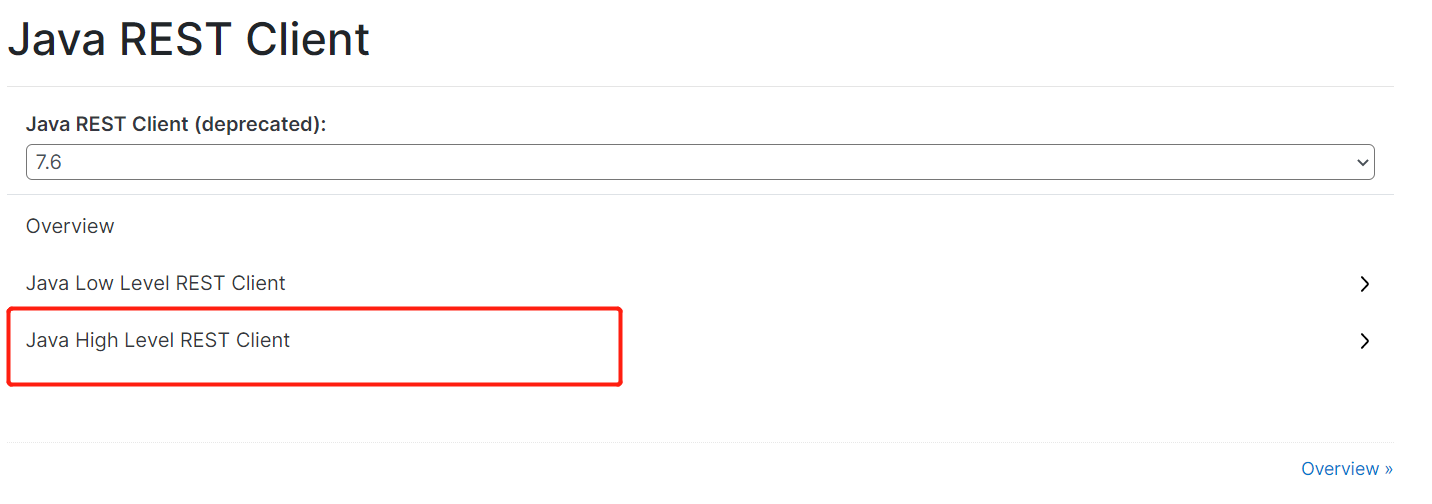 Java REST Client
Java REST Client (deprecated):
7.6
Overview
Java Low Level REST Client
Java High Level REST Client
Overview »